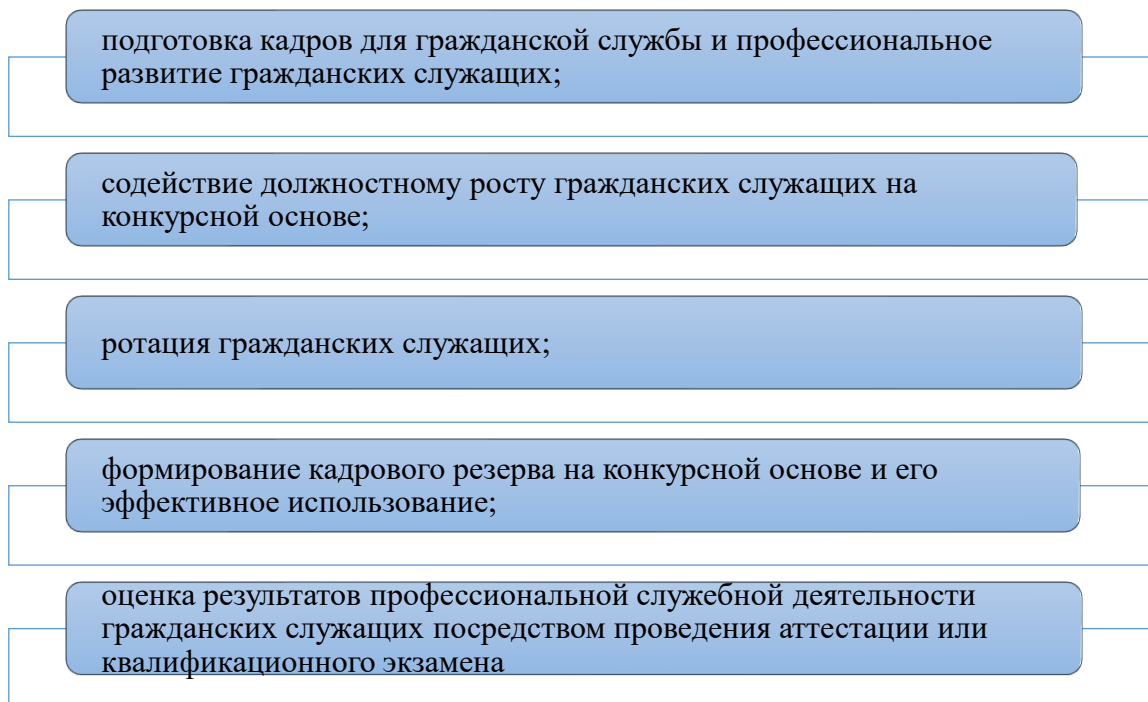 подготовка кадров для гражданской службы и профессиональное
развитие гражданских служащих;
содействие должностному росту гражданских служащих на
конкурсной основе;
ротация гражданских служащих;
формирование кадрового резерва на конкурсной основе и его
эффективное использование;
оценка результатов профессиональной служебной деятельности
гражданских служащих посредством проведения аттестации или
квалификационного экзамена